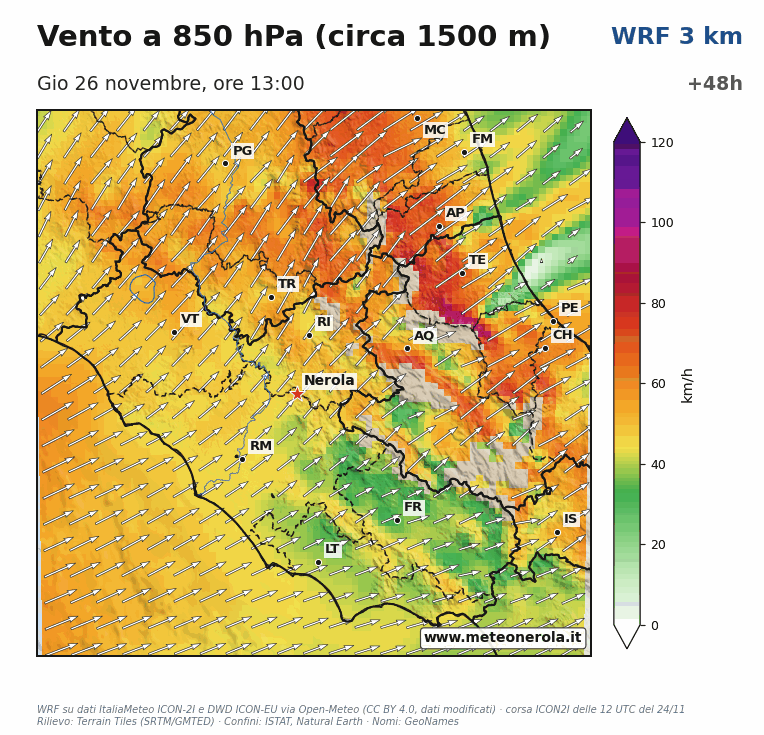 Vento a 850 hPa (circa 1500 m)
WRF 3 km
Gio 26 novembre, ore 13:00
+48h
MC
FM
PG
AP
TE
TR
PE
VT
RI
AQ
CH
Nerola
RM
FR
IS
LT
www.meteonerola.it
120
100
80
60
40
20
0
km/h
WRF su dati ItaliaMeteo ICON-2I e DWD ICON-EU via Open-Meteo (CC BY 4.0, dati modificati) · corsa ICON2I delle 12 UTC del 24/11
Rilievo: Terrain Tiles (SRTM/GMTED) · Confini: ISTAT, Natural Earth · Nomi: GeoNames